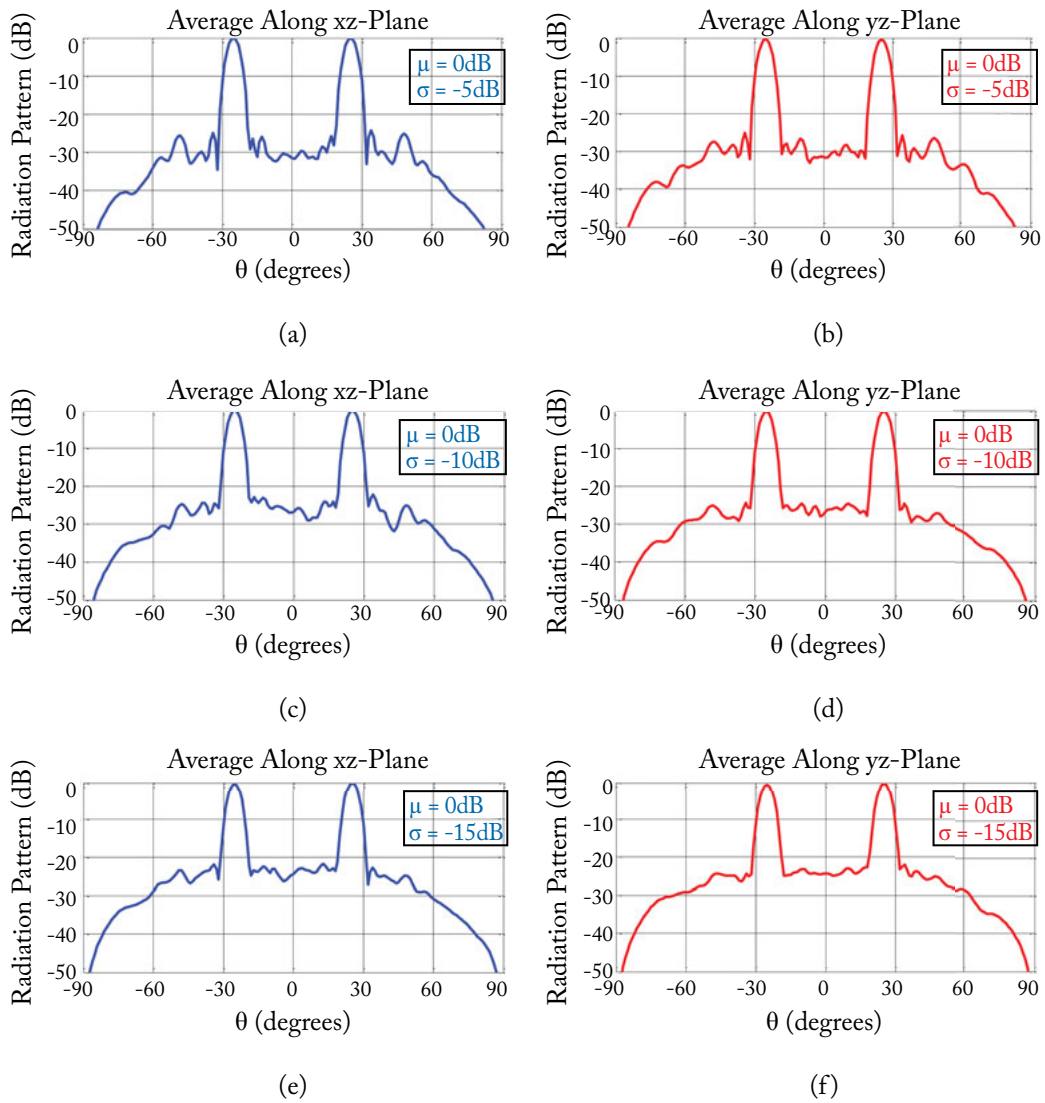 Average Along xz-Plane
Radiation Pattern (dB)
0
-10
-20
-30
-40
-50
μ = 0dB
σ = -5dB
-90 -60 -30 0 30 60 90
θ (degrees)
(a)
Average Along yz-Plane
Radiation Pattern (dB)
0
-10
-20
-30
-40
-50
μ = 0dB
σ = -5dB
-90 -60 -30 0 30 60 90
θ (degrees)
(b)
Average Along xz-Plane
Radiation Pattern (dB)
0
-10
-20
-30
-40
-50
μ = 0dB
σ = -10dB
-90 -60 -30 0 30 60 90
θ (degrees)
(c)
Average Along yz-Plane
Radiation Pattern (dB)
0
-10
-20
-30
-40
-50
μ = 0dB
σ = -10dB
-90 -60 -30 0 30 60 90
θ (degrees)
(d)
Average Along xz-Plane
Radiation Pattern (dB)
0
-10
-20
-30
-40
-50
μ = 0dB
σ = -15dB
-90 -60 -30 0 30 60 90
θ (degrees)
(e)
Average Along yz-Plane
Radiation Pattern (dB)
0
-10
-20
-30
-40
-50
μ = 0dB
σ = -15dB
-90 -60 -30 0 30 60 90
θ (degrees)
(f)